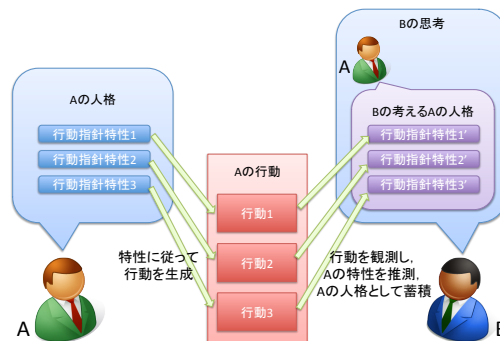 Aの人格
行動指針特性1
行動指針特性2
行動指針特性3
A
特性に従って
行動を生成
Aの行動
行動1
行動2
行動3
Bの思考
A
Bの考えるAの人格
行動指針特性1’
行動指針特性2’
行動指針特性3’
行動を観測し,
Aの特性を推測,
Aの人格として蓄積
B